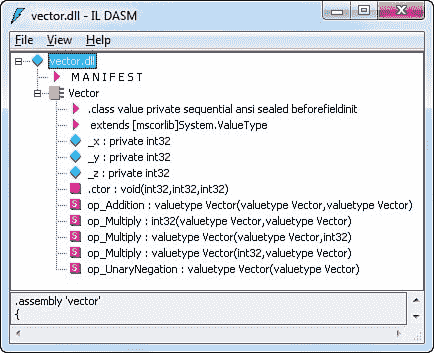 vector.dll - IL DASM
File View Help
vector.dll
MANIFEST
Vector
.class value private sequential ansi sealed beforefieldinit
extends [mscorlib]System.ValueType
_x : private int32
_y : private int32
_z : private int32
.ctor : void(int32,int32,int32)
op_Addition : valuetype Vector(valuetype Vector,valuetype Vector)
op_Multiply : int32(valuetype Vector,valuetype Vector)
op_Multiply : valuetype Vector(valuetype Vector,int32)
op_Multiply : valuetype Vector(int32,valuetype Vector)
op_UnaryNegation : valuetype Vector(valuetype Vector)
.assembly 'vector'
{